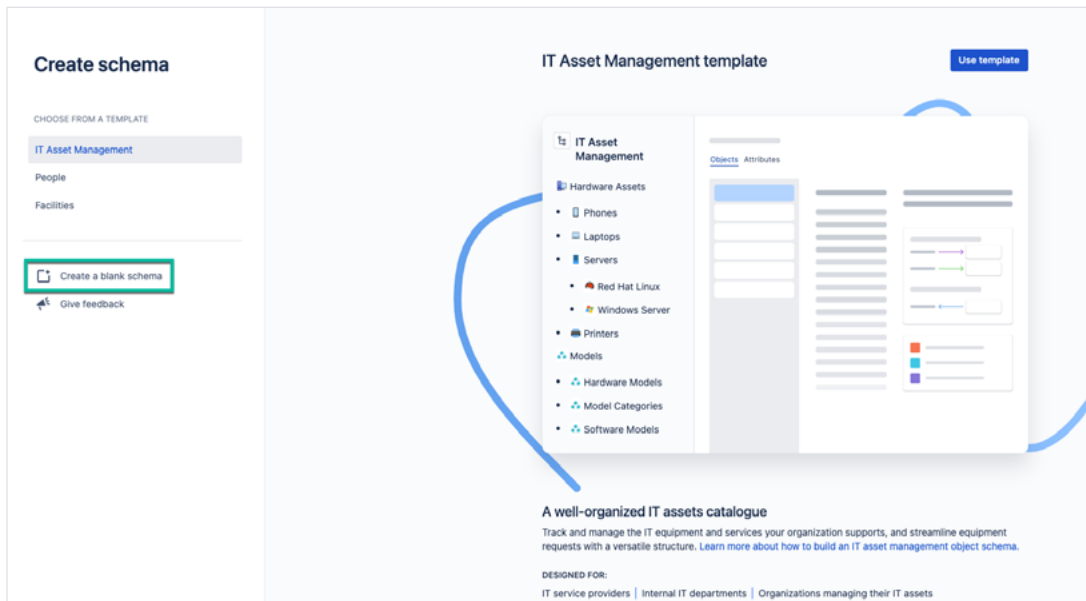 Create schema
CHOOSE FROM A TEMPLATE
IT Asset Management
People
Facilities
Create a blank schema
Give feedback
IT Asset Management template
Use template
IT Asset
Management
Hardware Assets
Phones
Laptops
Servers
Red Hat Linux
Windows Server
Printers
Models
Hardware Models
Model Categories
Software Models
Objects Attributes
A well-organized IT assets catalogue
Track and manage the IT equipment and services your organization supports, and streamline equipment
requests with a versatile structure. Learn more about how to build an IT asset management object schema.
DESIGNED FOR:
IT service providers | Internal IT departments | Organizations managing their IT assets